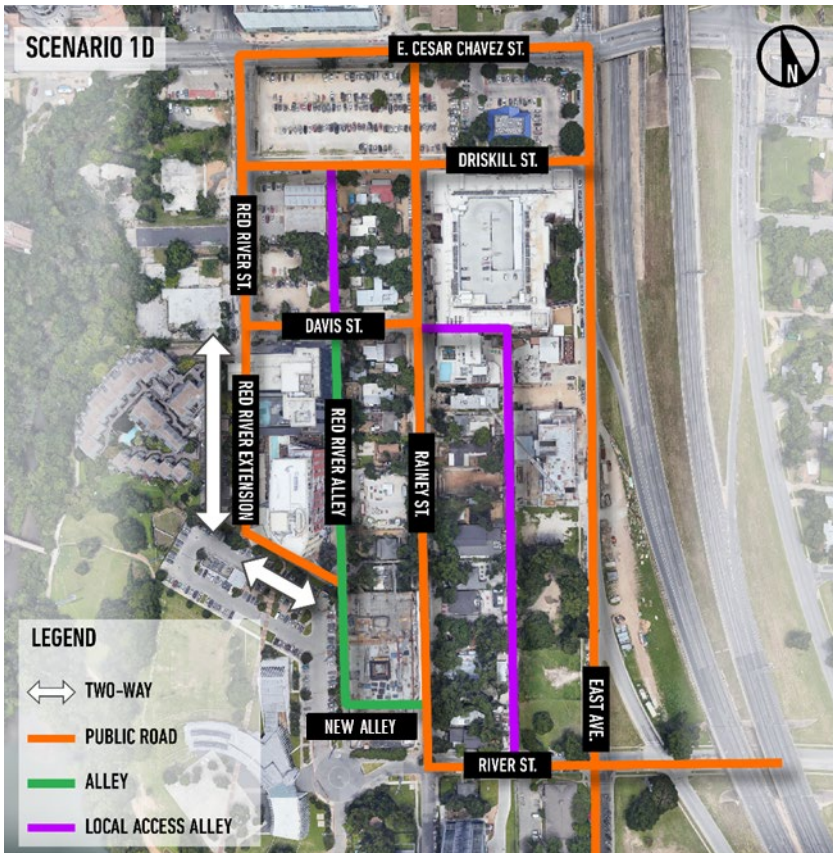 SCENARIO 1D
E. CESAR CHAVEZ ST.
N
DRISKILL ST.
RED RIVER ST.
DAVIS ST.
RED RIVER EXTENSION
RED RIVER ALLEY
RAINEY ST.
EAST AVE.
NEW ALLEY
RIVER ST.
LEGEND
TWO-WAY
PUBLIC ROAD
ALLEY
LOCAL ACCESS ALLEY